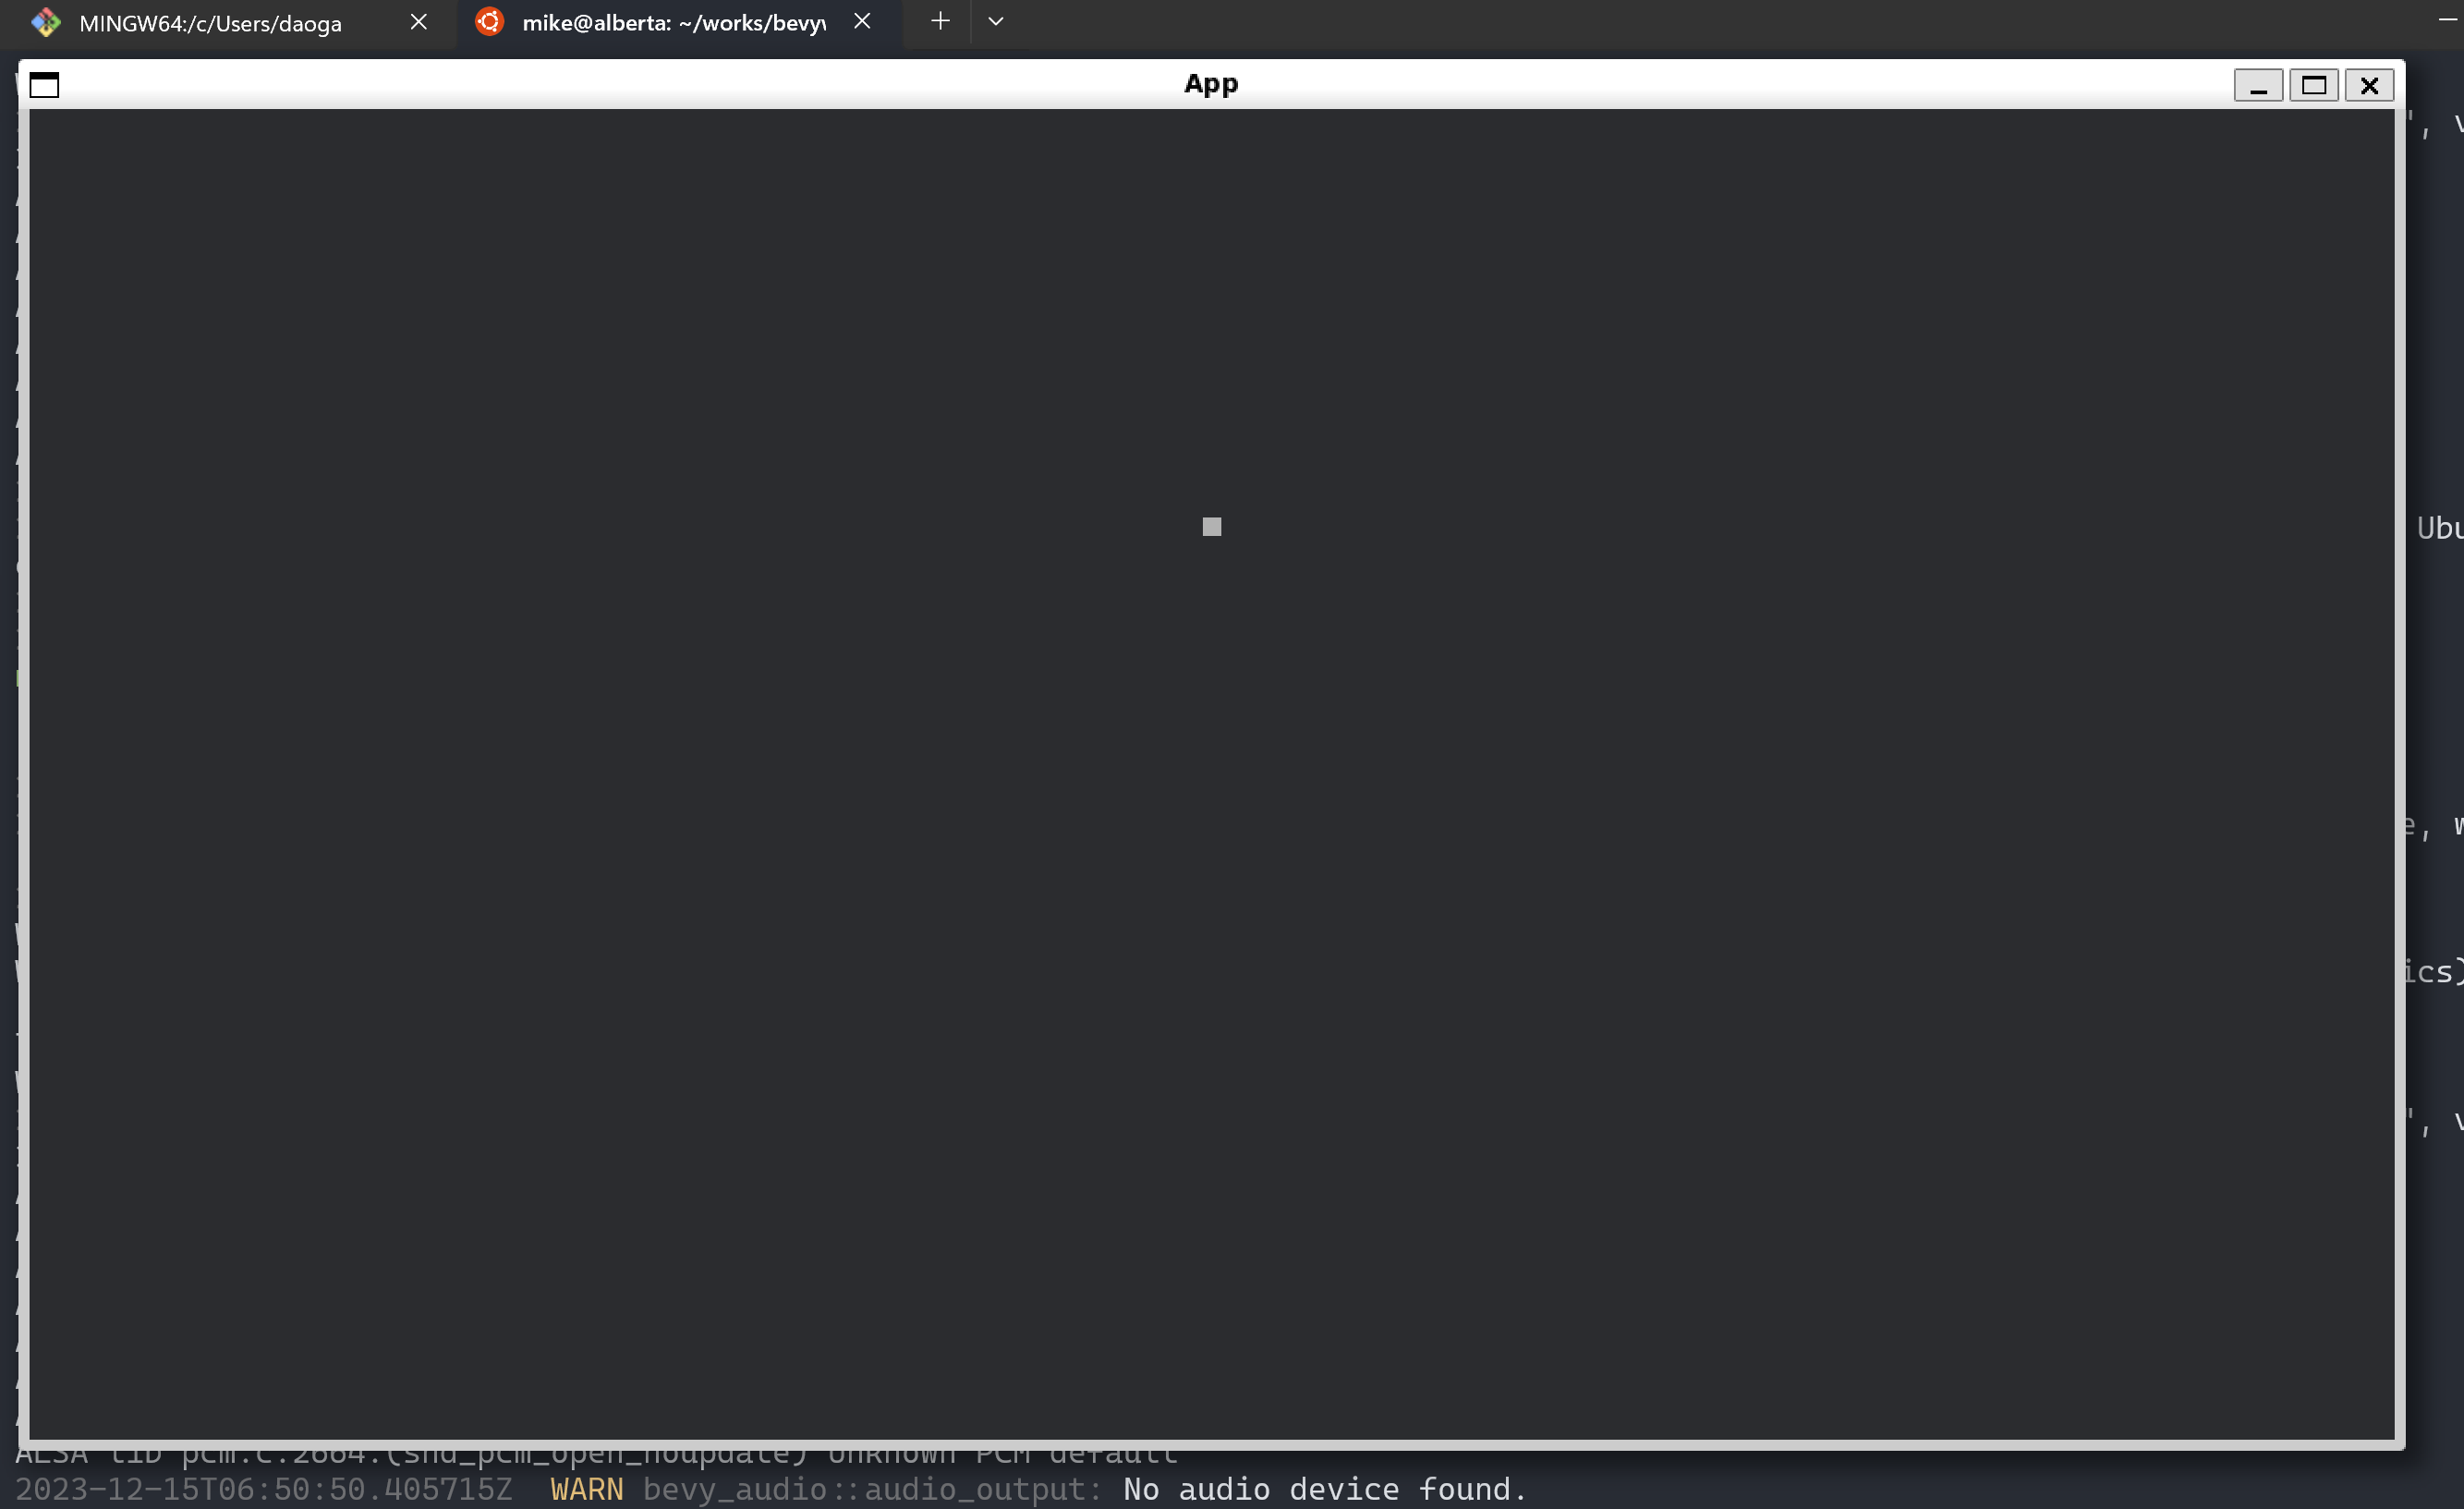 MINGW64:/c/Users/daoga
mike@alberta: ~/works/bevyv
App
", v
Ubu
e, w
ics)
", v
ALSA lib pcm.c:2664:(snd_pcm_open_noupdate) Unknown PCM default
2023-12-15T06:50:50.405715Z  WARN bevy_audio::audio_output: No audio device found.